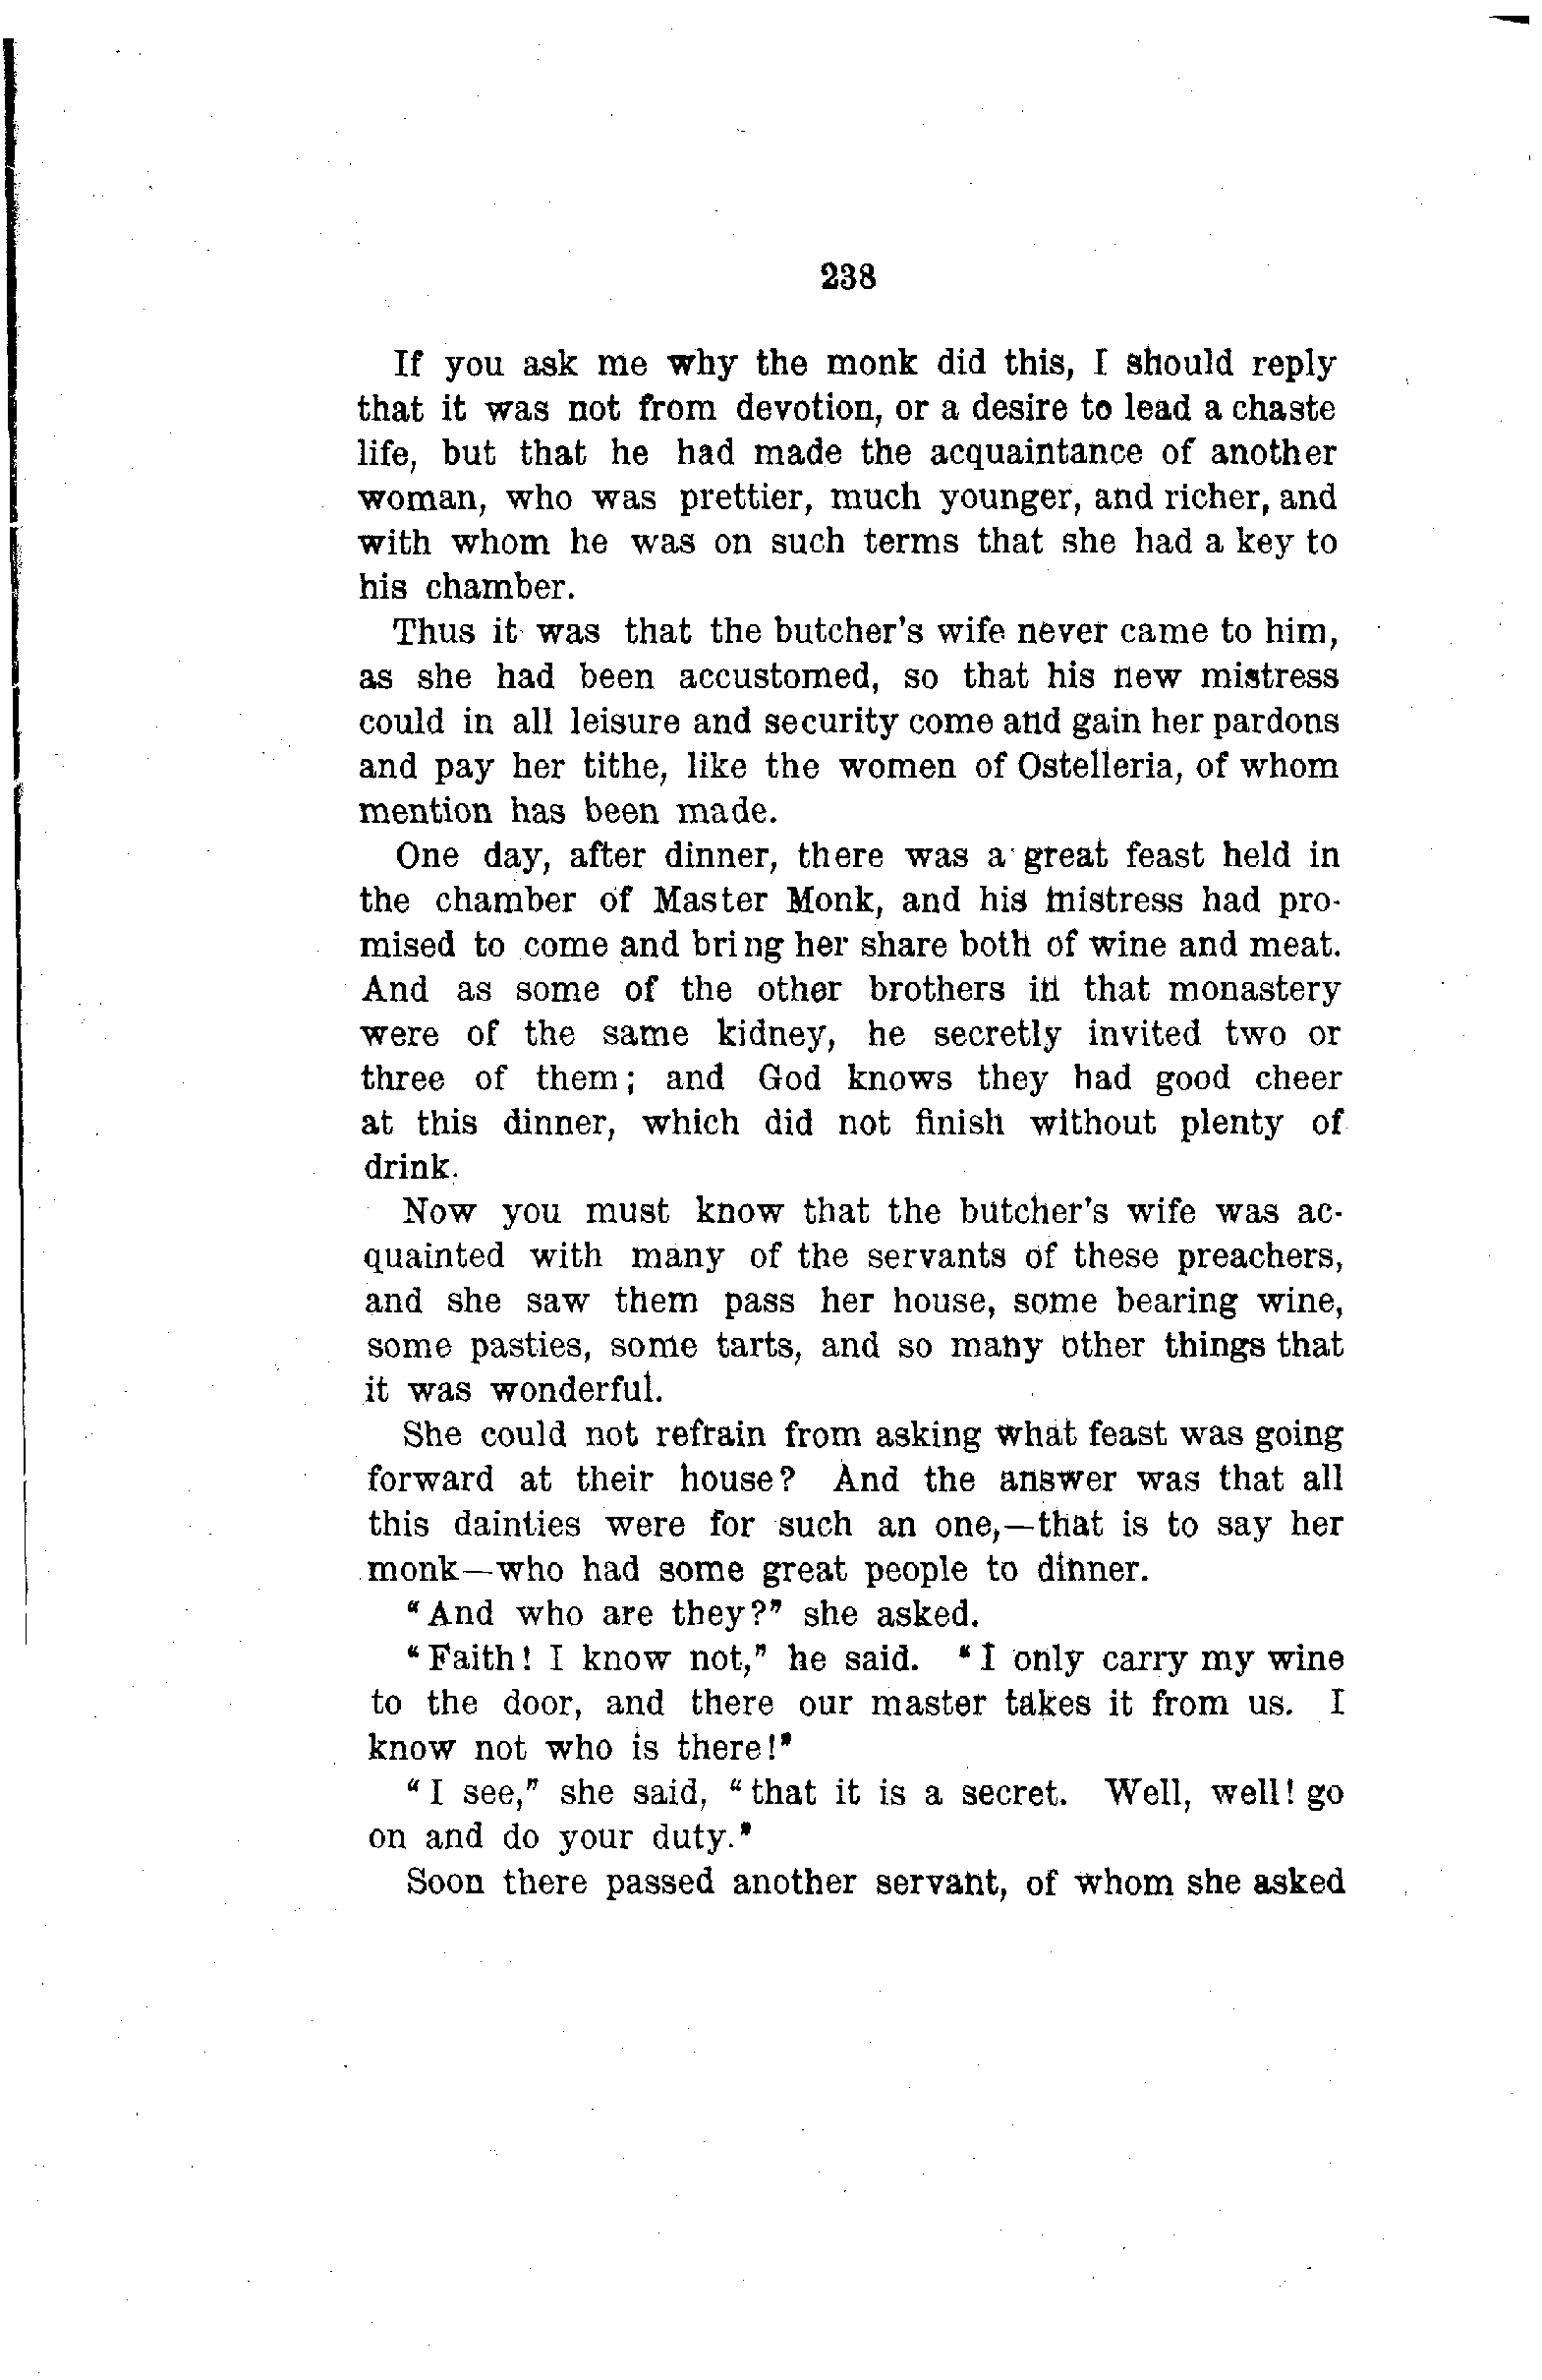 238
If you ask me why the monk did this, I should reply
that it was not from devotion, or a desire to lead a chaste
life, but that he had made the acquaintance of another
woman, who was prettier, much younger, and richer, and
with whom he was on such terms that she had a key to
his chamber.
Thus it was that the butcher's wife never came to him,
as she had been accustomed, so that his new mistress
could in all leisure and security come and gain her pardons
and pay her tithe, like the women of Ostelleria, of whom
mention has been made.
One day, after dinner, there was a great feast held in
the chamber of Master Monk, and his mistress had pro-
mised to come and bring her share both of wine and meat.
And as some of the other brothers in that monastery
were of the same kidney, he secretly invited two or
three of them; and God knows they had good cheer
at this dinner, which did not finish without plenty of
drink.
Now you must know that the butcher's wife was ac-
quainted with many of the servants of these preachers,
and she saw them pass her house, some bearing wine,
some pasties, some tarts, and so many other things that
it was wonderful.
She could not refrain from asking what feast was going
forward at their house? And the answer was that all
this dainties were for such an one,—that is to say her
monk—who had some great people to dinner.
"And who are they?" she asked.
"Faith! I know not," he said. "I only carry my wine
to the door, and there our master takes it from us. I
know not who is there!"
"I see," she said, "that it is a secret. Well, well! go
on and do your duty."
Soon there passed another servant, of whom she asked